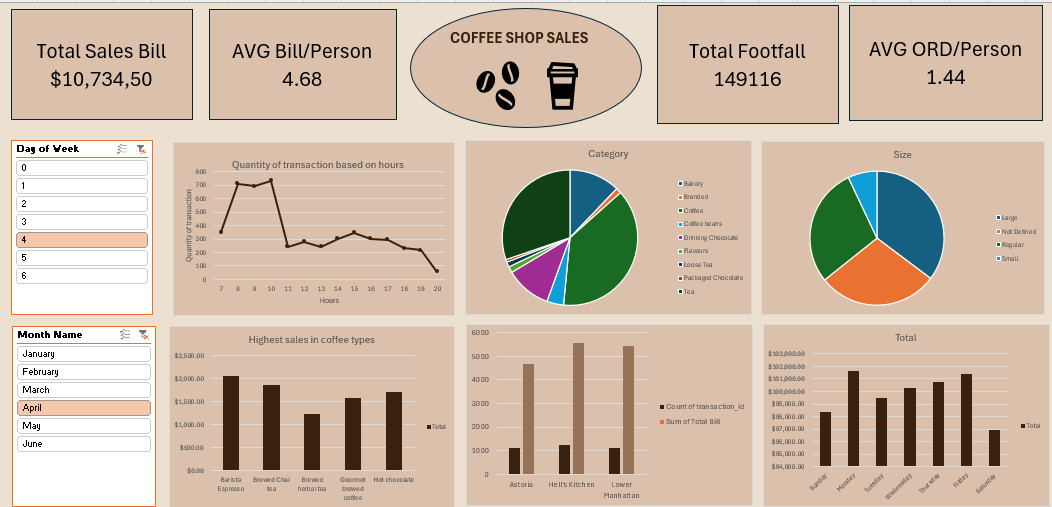 Total Sales Bill
$10,734,50
AVG Bill/Person
4.68
COFFEE SHOP SALES
Total Footfall
149116
AVG ORD/Person
1.44
Day of Week
0
1
2
3
4
5
6
Quantity of transaction based on hours
Quantity of transaction
800
700
600
500
400
300
200
100
0
7 8 9 10 11 12 13 14 15 16 17 18 19 20
Hours
Category
Bakery
Branded
Coffee
Coffee beans
Drinking Chocolate
Flavours
Loose Tea
Packaged Chocolate
Tea
Size
Large
Not Defined
Regular
Small
Month Name
January
February
March
April
May
June
Highest sales in coffee types
$2,500.00
$2,000.00
$1,500.00
$1,000.00
$500.00
$0.00
Barista Espresso
Brewed Chai tea
Brewed herbal tea
Gourmet brewed coffee
Hot chocolate
Total
6000
5000
4000
3000
2000
1000
0
Astoria
Hell's Kitchen
Lower Manhattan
Count of transaction_id
Sum of Total Bill
Total
$103,000.00
$102,000.00
$101,000.00
$100,000.00
$99,000.00
$98,000.00
$97,000.00
$96,000.00
$95,000.00
$94,000.00
Sunday
Monday
Tuesday
Wednesday
Thursday
Friday
Saturday
Total